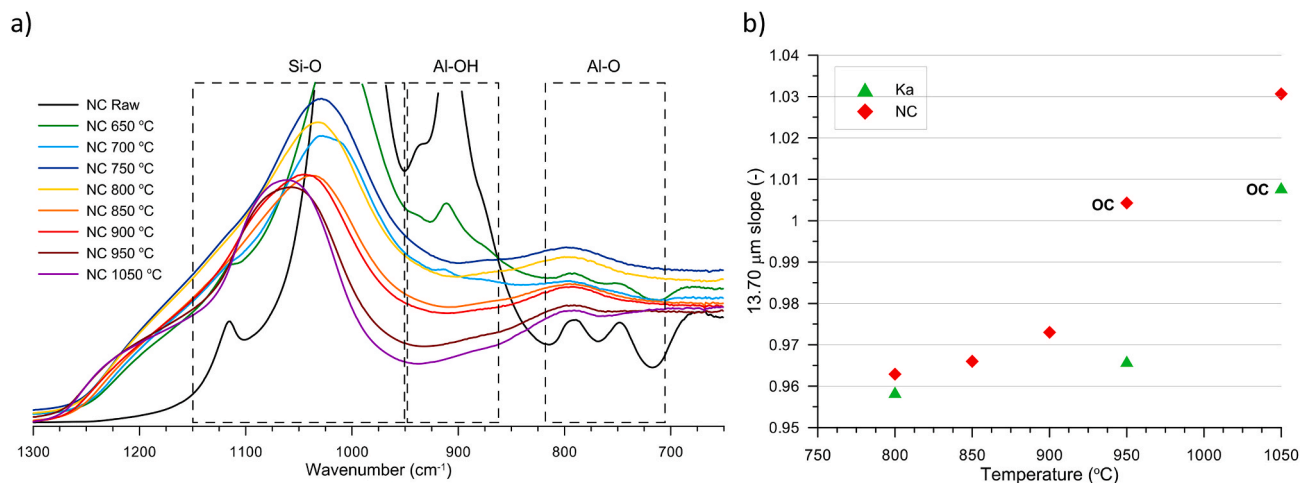 a)
Si-O
Al-OH
Al-O
NC Raw
NC 650 °C
NC 700 °C
NC 750 °C
NC 800 °C
NC 850 °C
NC 900 °C
NC 950 °C
NC 1050 °C
1300 1200 1100 1000 900 800 700
Wavenumber (cm⁻¹)
b)
1.04
1.03
1.02
1.01
1
0.99
0.98
0.97
0.96
0.95
13.70 µm slope (-)
Ka
NC
OC
OC
750 800 850 900 950 1000 1050
Temperature (°C)